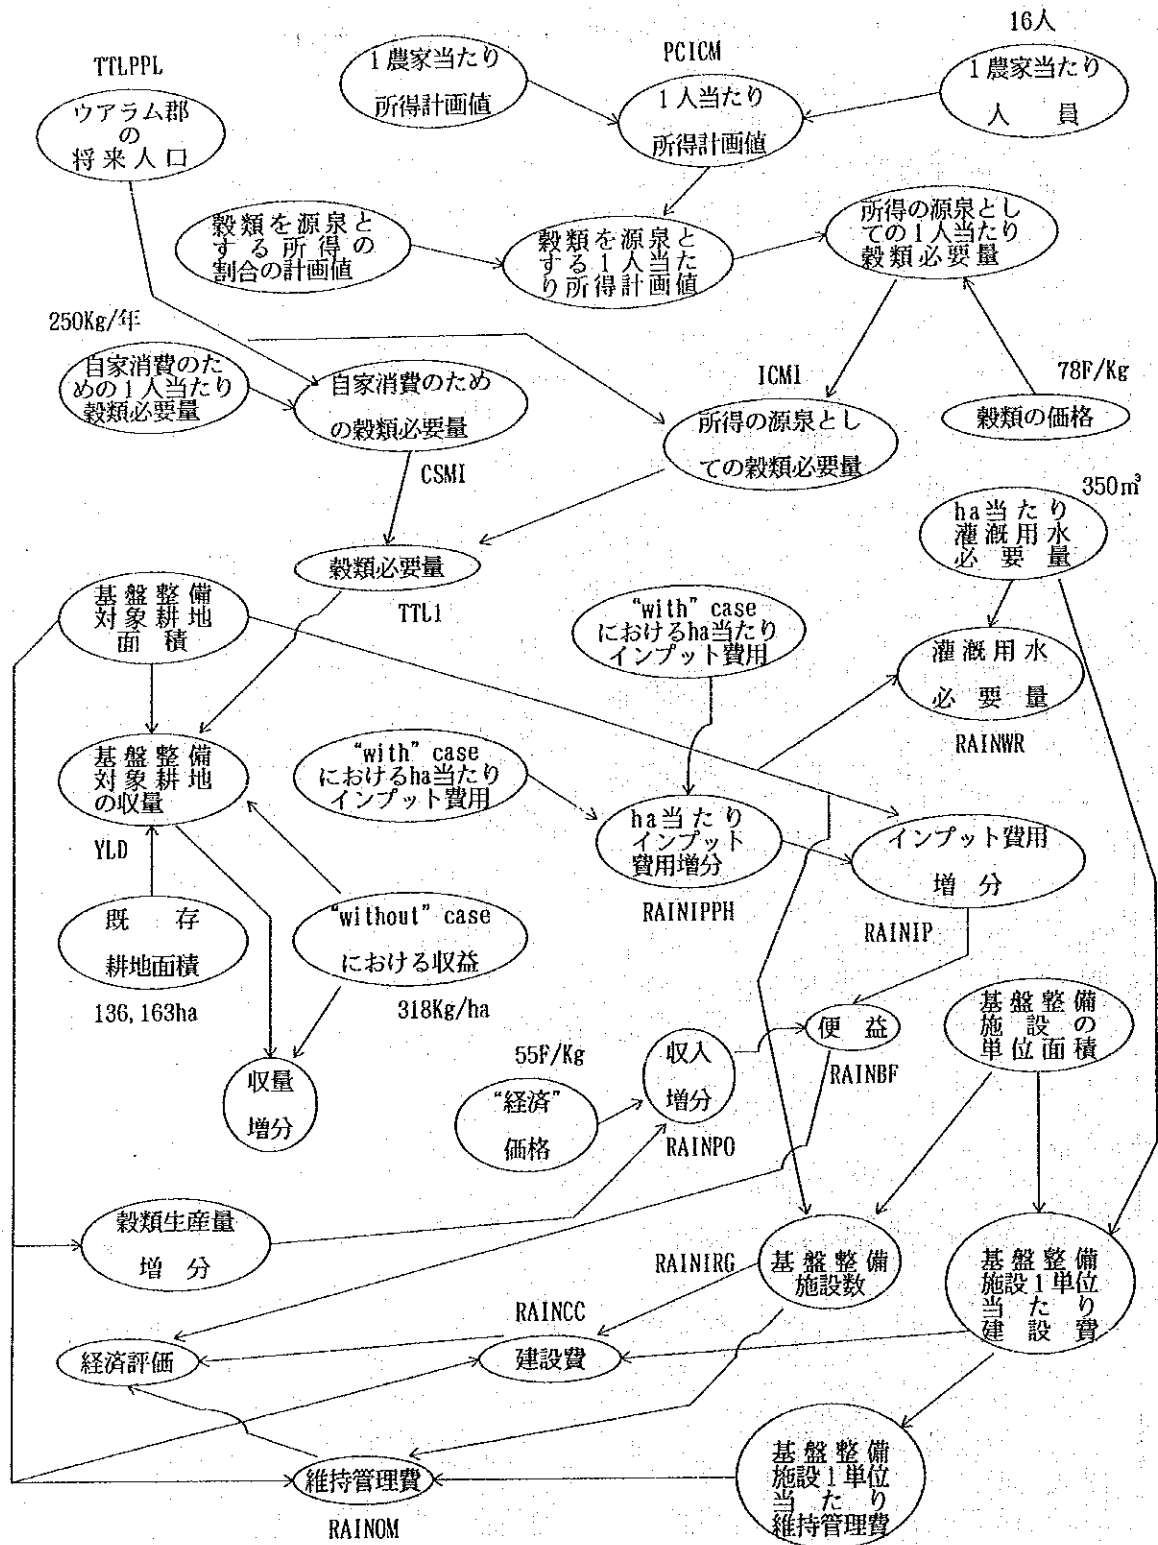 16人
TTLPPL
1農家当たり
所得計画値
PCICM
1人当たり
所得計画値
1農家当たり
人 員
ウアラム郡
の
将来人口
穀類を源泉と
する所得の
割合の計画値
穀類を源泉と
する1人当た
り所得計画値
所得の源泉とし
ての1人当たり
穀類必要量
250Kg/年
自家消費のた
めの1人当たり
穀類必要量
自家消費のため
の穀類必要量
CSMI
ICM1
所得の源泉とし
ての穀類必要量
78F/Kg
穀類の価格
350㎥
ha当たり
灌漑用水
必要量
穀類必要量
TTL1
基盤整備
対象耕地
面積
"with" case
におけるha当たり
インプット費用
灌漑用水
必要量
RAINWR
基盤整備
対象耕地
の収量
YLD
"with" case
におけるha当たり
インプット費用
ha当たり
インプット
費用増分
RAINIPPH
インプット費用
増分
RAINIP
既存
耕地面積
136,163ha
"without" case
における収益
318Kg/ha
基盤整備
施設の
単位面積
便益
RAINBF
収量
増分
55F/Kg
"経済"
価格
収入
増分
RAINPO
穀類生産量
増分
RAINIRG
基盤整備
施設数
基盤整備
施設1単位
当たり
建設費
RAINCC
経済評価
建設費
維持管理費
RAINOM
基盤整備
施設1単位
当たり
維持管理費